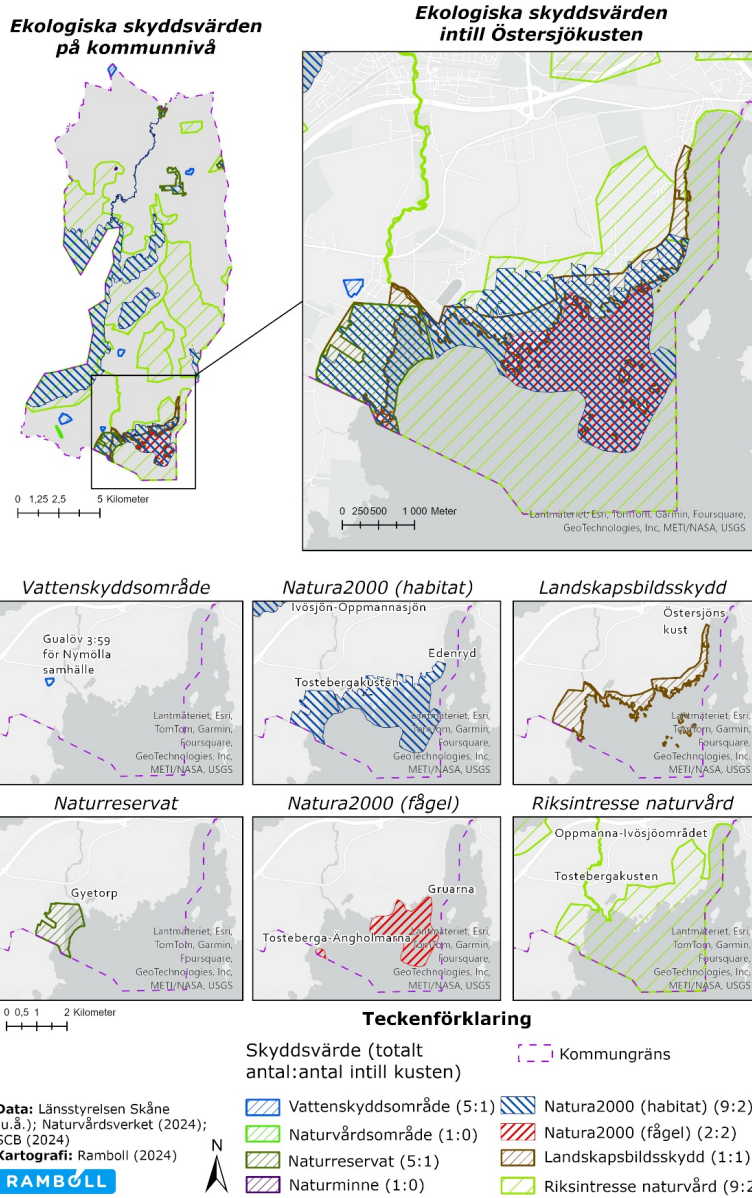 Ekologiska skyddsvärden
på kommunnivå
Ekologiska skyddsvärden
intill Östersjökusten
0 1,25 2,5 5 Kilometer
0 250 500 1 000 Meter
Lantmäteriet, Esri, TomTom, Garmin, Foursquare,
GeoTechnologies, Inc, METI/NASA, USGS
Vattenskyddsområde
Gualöv 3:59
för Nymölla
samhälle
Lantmäteriet, Esri,
TomTom, Garmin,
Foursquare,
GeoTechnologies, Inc,
METI/NASA, USGS
Natura2000 (habitat)
Ivösjön-Oppmannasjön
Edenryd
Tostebergakusten
Lantmäteriet, Esri,
TomTom, Garmin,
Foursquare,
GeoTechnologies, Inc,
METI/NASA, USGS
Landskapsbildsskydd
Östersjöns
kust
Lantmäteriet, Esri,
TomTom, Garmin,
Foursquare,
GeoTechnologies, Inc,
METI/NASA, USGS
Naturreservat
Gyetorp
Lantmäteriet, Esri,
TomTom, Garmin,
Foursquare,
GeoTechnologies, Inc,
METI/NASA, USGS
Natura2000 (fågel)
Gruarna
Tosteberga-Ängholmarna
Lantmäteriet, Esri,
TomTom, Garmin,
Foursquare,
GeoTechnologies, Inc,
METI/NASA, USGS
Riksintresse naturvård
Oppmanna-Ivösjöområdet
Tostebergakusten
Lantmäteriet, Esri,
TomTom, Garmin,
Foursquare,
GeoTechnologies, Inc,
METI/NASA, USGS
0 0,5 1 2 Kilometer
Teckenförklaring
Skyddsvärde (totalt
antal:antal intill kusten)
Kommungräns
Vattenskyddsområde (5:1)
Naturvårdsområde (1:0)
Naturreservat (5:1)
Naturminne (1:0)
Natura2000 (habitat) (9:2)
Natura2000 (fågel) (2:2)
Landskapsbildsskydd (1:1)
Riksintresse naturvård (9:2)
Data: Länsstyrelsen Skåne
(u.å.); Naturvårdsverket (2024);
SCB (2024)
Kartografi: Ramboll (2024)
RAMBOLL
N